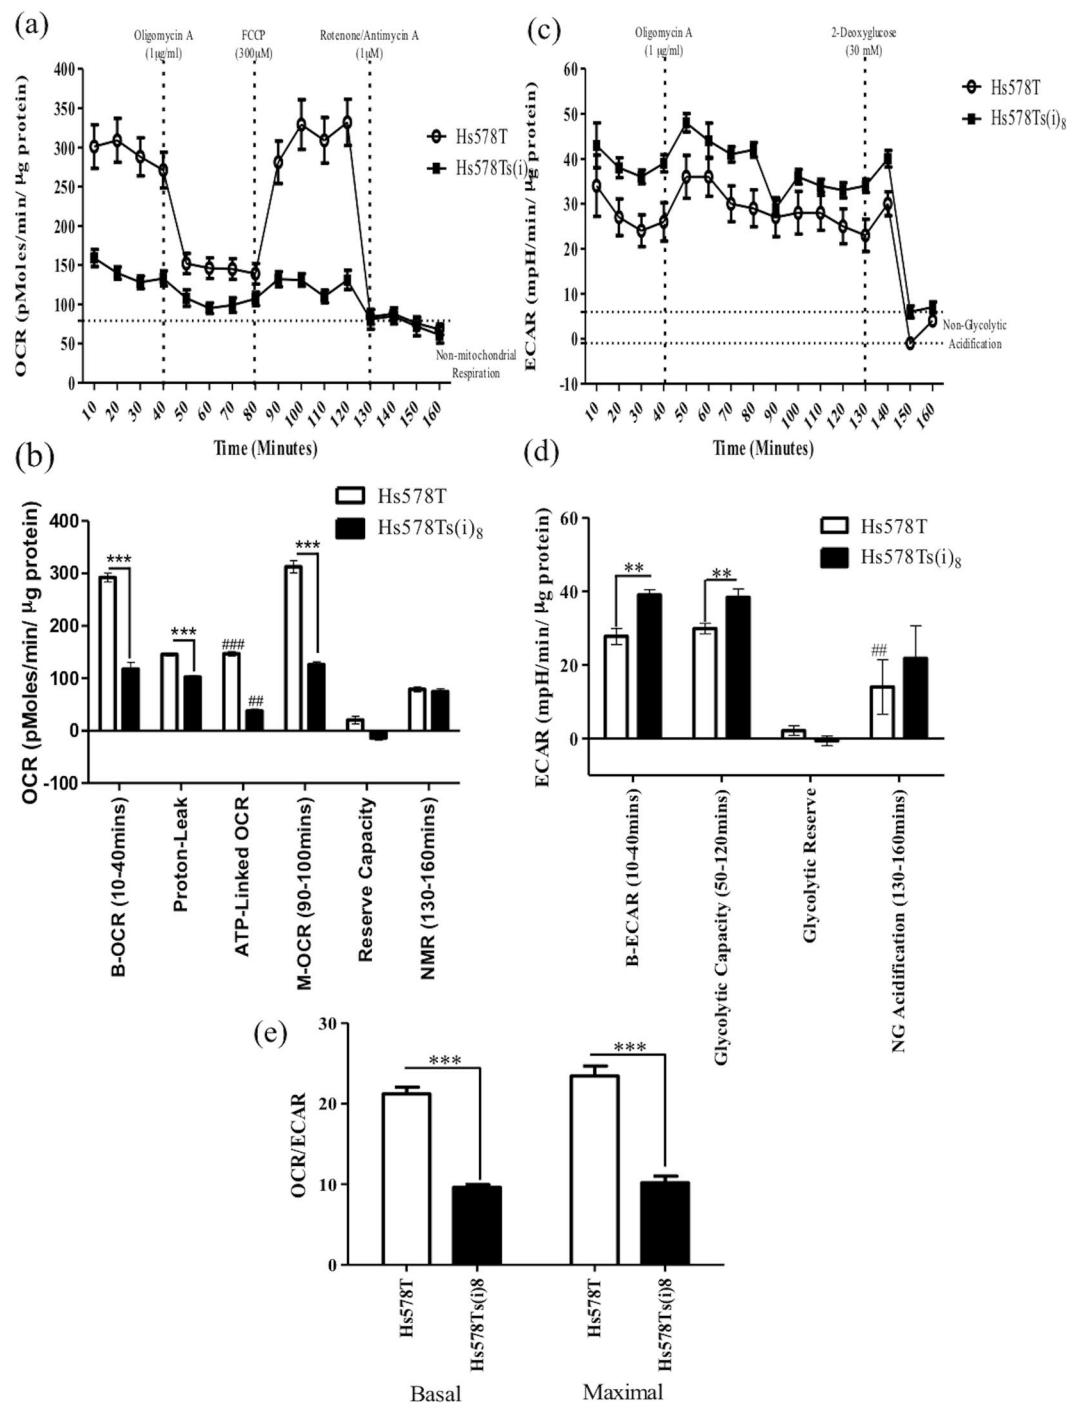 (a)
Oligomycin A
(1µg/ml)
FCCP
(300µM)
Rotenone/Antimycin A
(1µM)
OCR (pMoles/min/ µg protein)
400
350
300
250
200
150
100
50
0
Hs578T
Hs578Ts(i)8
Non-mitochondrial
Respiration
10 20 30 40 50 60 70 80 90 100 110 120 130 140 150 160
Time (Minutes)
(c)
Oligomycin A
(1 µg/ml)
2-Deoxyglucose
(30 mM)
ECAR (mpH/min/ µg protein)
60
50
40
30
20
10
0
-10
Hs578T
Hs578Ts(i)8
Non-Glycolytic
Acidification
10 20 30 40 50 60 70 80 90 100 110 120 130 140 150 160
Time (Minutes)
(b)
Hs578T
Hs578Ts(i)8
OCR (pMoles/min/ µg protein)
400
300
200
100
0
-100
***
***
###
##
***
B-OCR (10-40mins)
Proton-Leak
ATP-Linked OCR
M-OCR (90-100mins)
Reserve Capacity
NMR (130-160mins)
(d)
Hs578T
Hs578Ts(i)8
ECAR (mpH/min/ µg protein)
60
40
20
0
**
**
##
B-ECAR (10-40mins)
Glycolytic Capacity (50-120mins)
Glycolytic Reserve
NG Acidification (130-160mins)
(e)
OCR/ECAR
30
20
10
0
***
***
Hs578T
Hs578Ts(i)8
Hs578T
Hs578Ts(i)8
Basal
Maximal